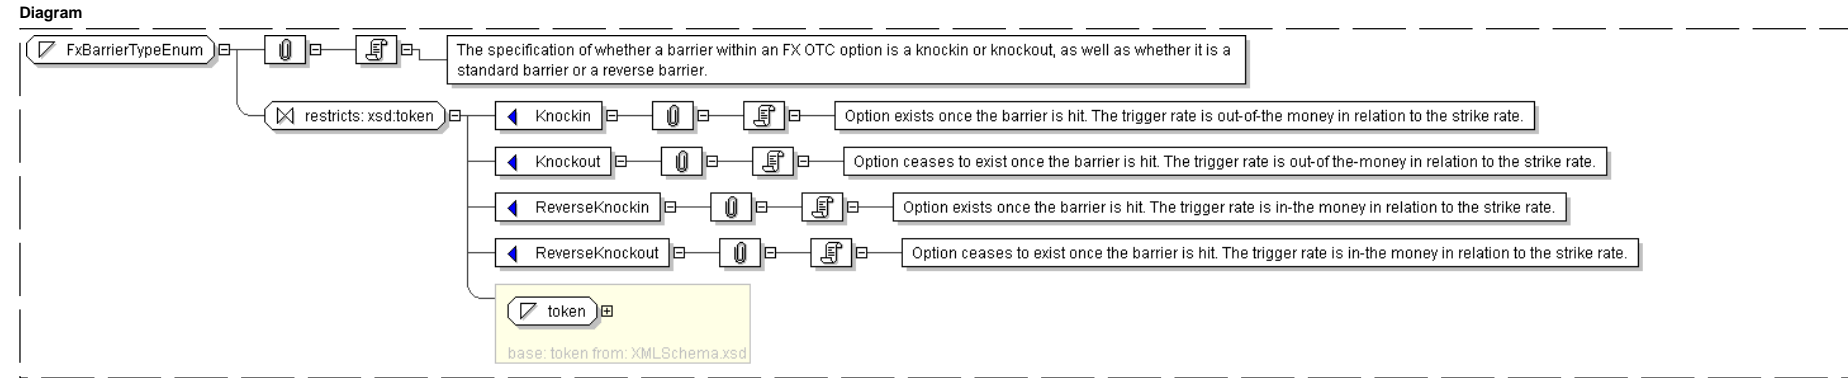 Diagram
FxBarrierTypeEnum
The specification of whether a barrier within an FX OTC option is a knockin or knockout, as well as whether it is a
standard barrier or a reverse barrier.
restricts: xsd:token
Knockin
Option exists once the barrier is hit. The trigger rate is out-of-the money in relation to the strike rate.
Knockout
Option ceases to exist once the barrier is hit. The trigger rate is out-of the-money in relation to the strike rate.
ReverseKnockin
Option exists once the barrier is hit. The trigger rate is in-the money in relation to the strike rate.
ReverseKnockout
Option ceases to exist once the barrier is hit. The trigger rate is in-the money in relation to the strike rate.
token
base: token from: XMLSchema.xsd